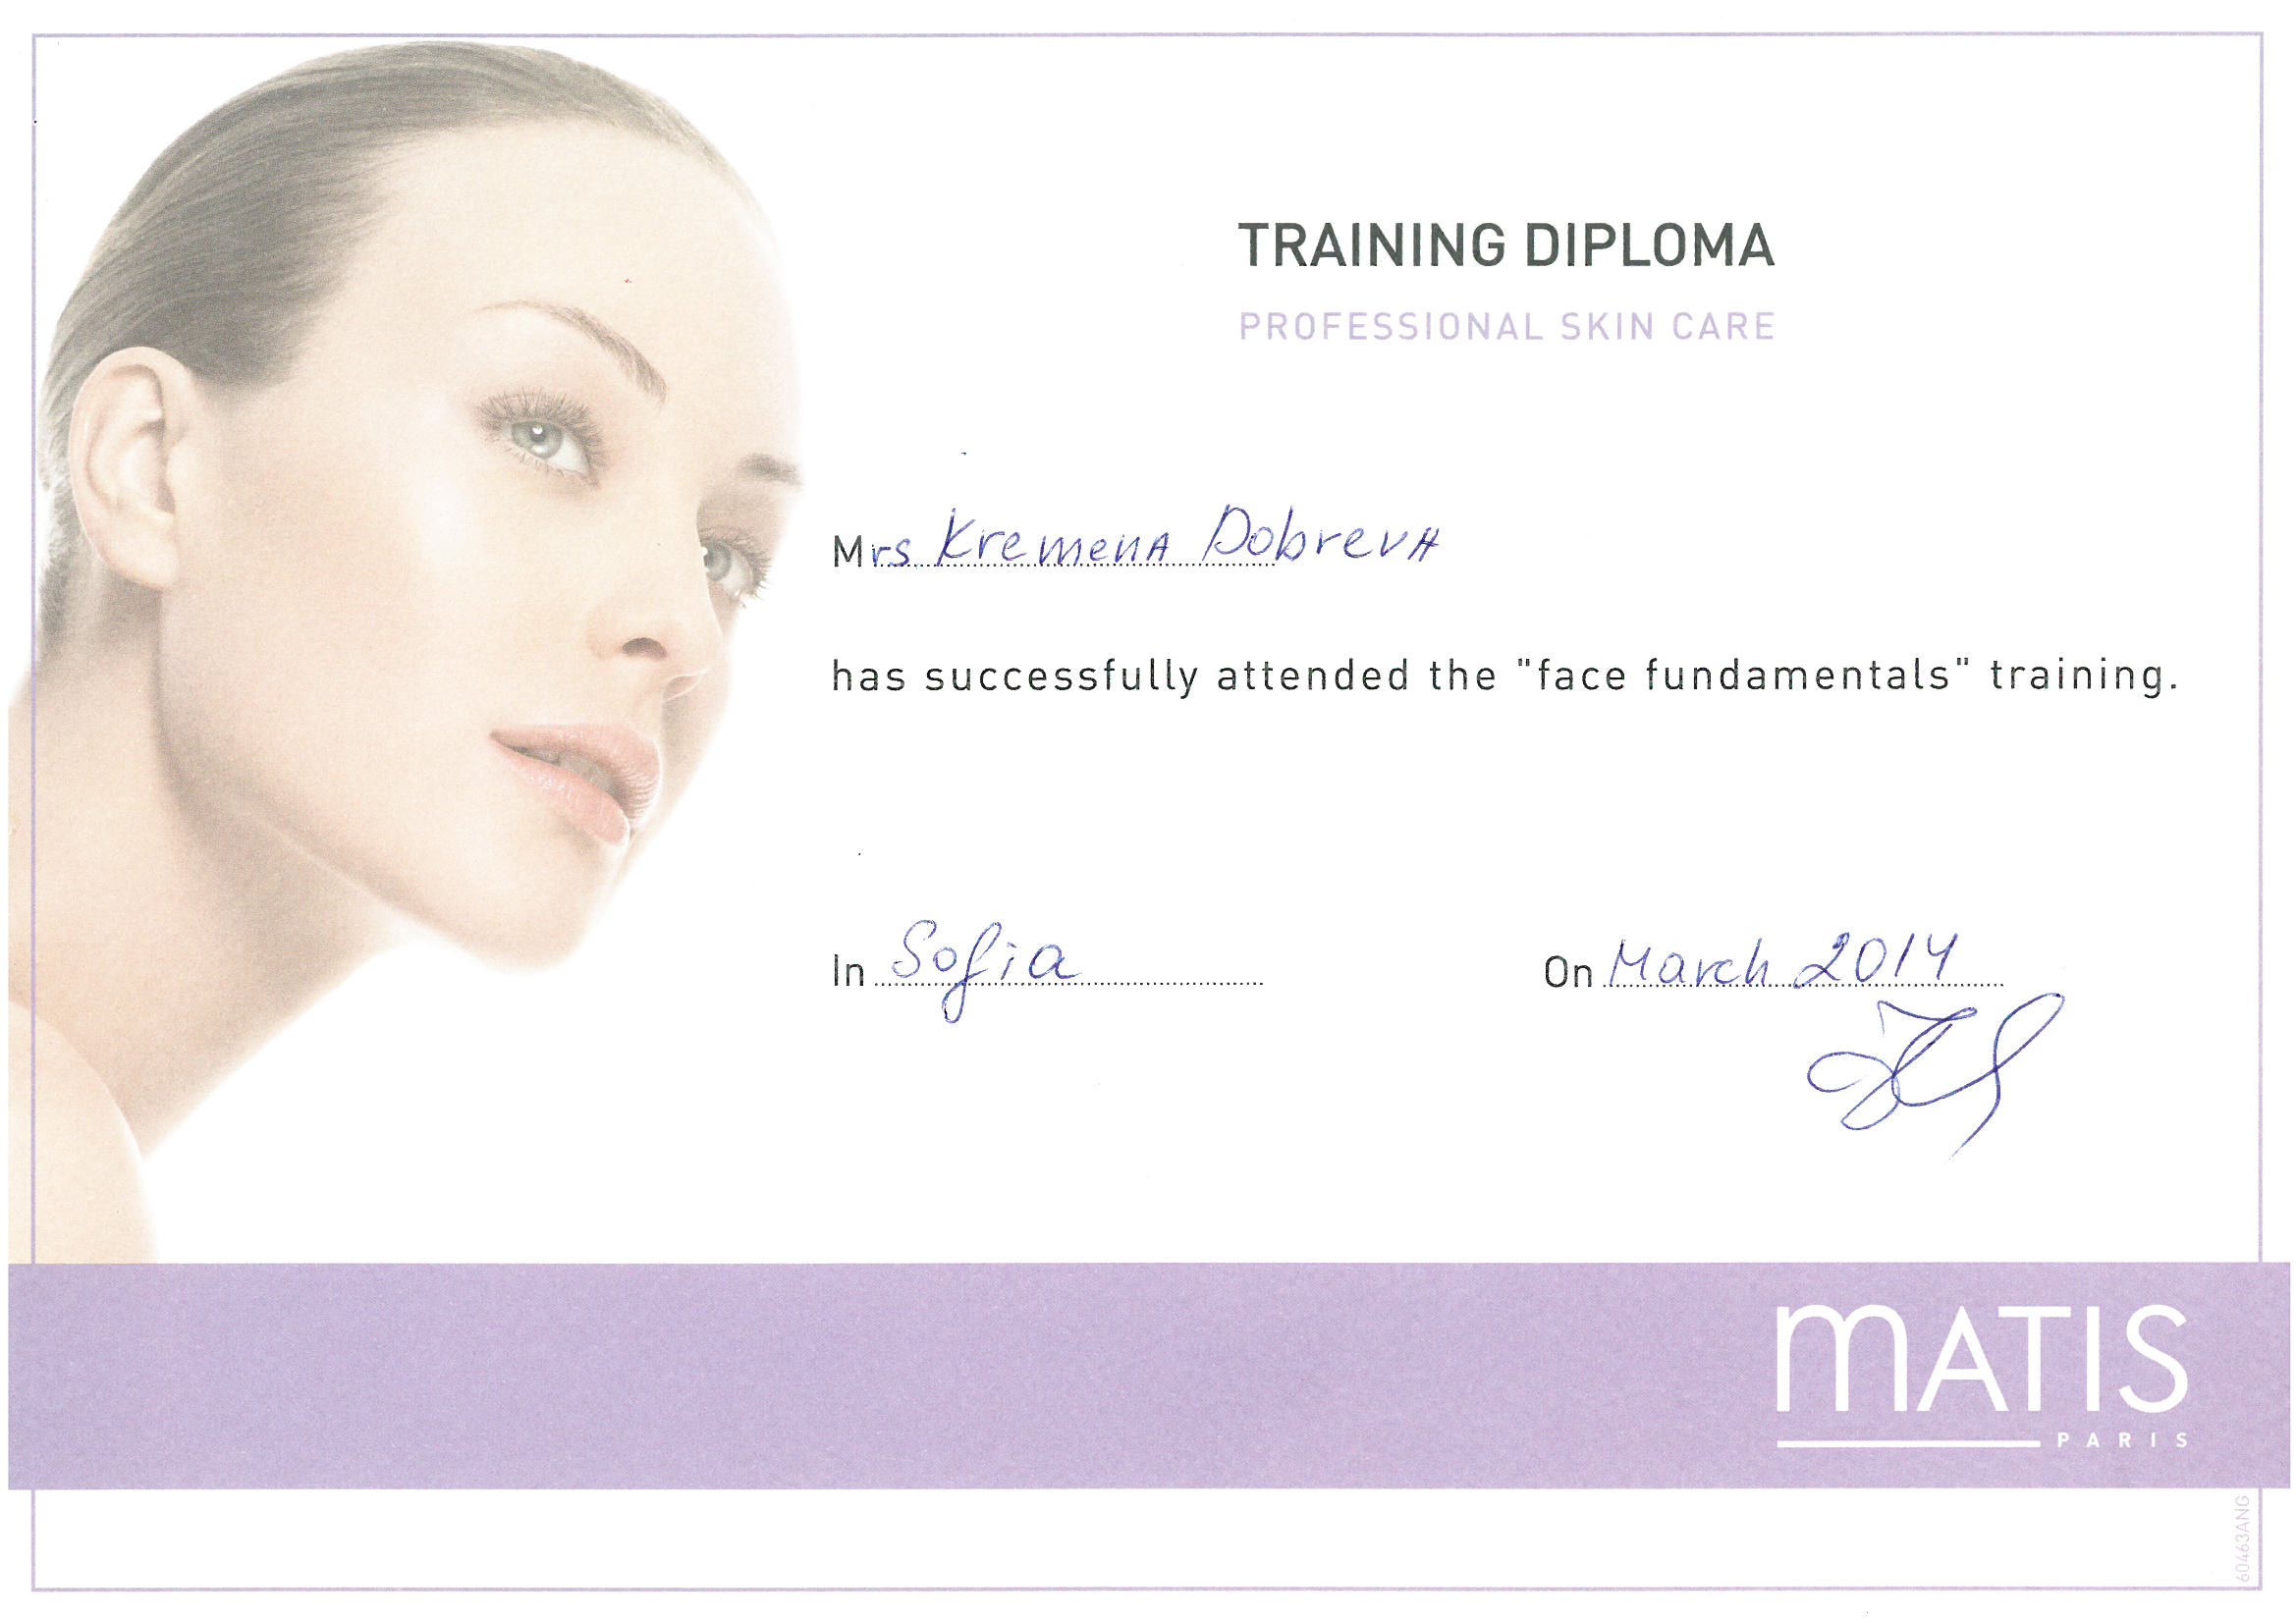 TRAINING DIPLOMA
PROFESSIONAL SKIN CARE
Mrs Kremena Dobreva
has successfully attended the "face fundamentals" training.
In Sofia
On March 2014
MATIS
PARIS
60463ANG